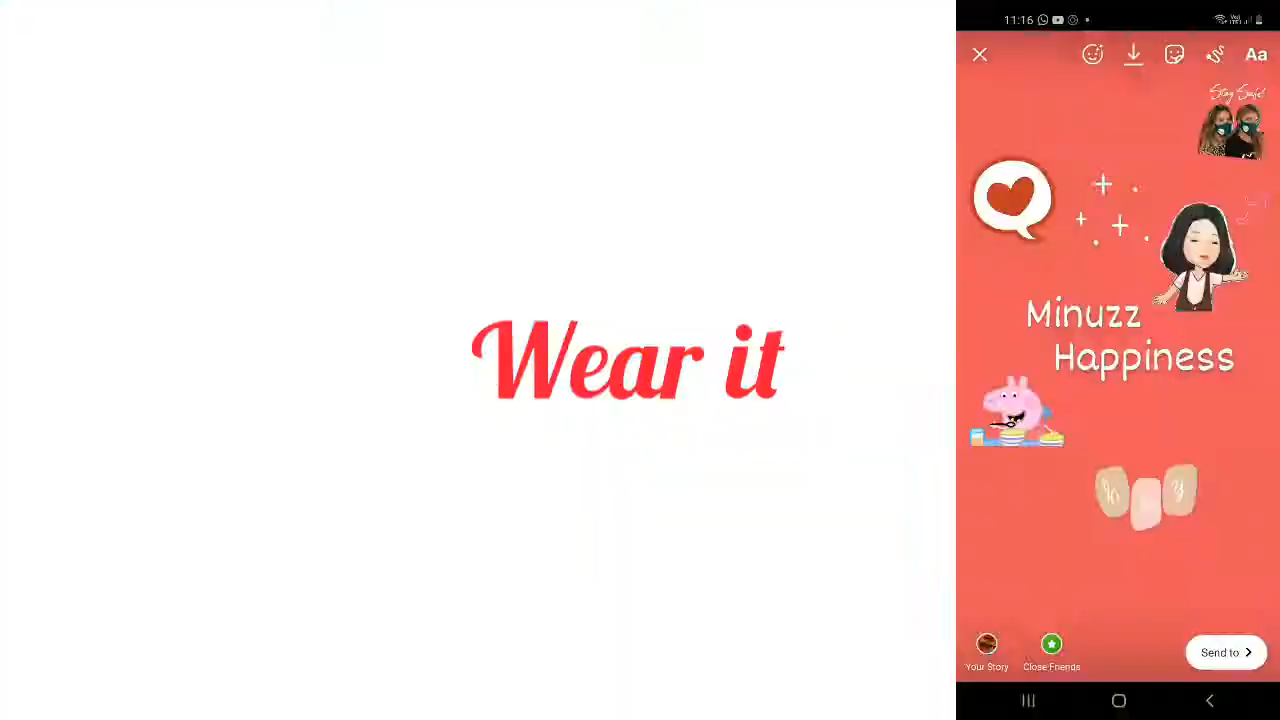 Wear it
11:16
Aa
Stay Safe!
Minuzz
Happiness
Your Story
Close Friends
Send to